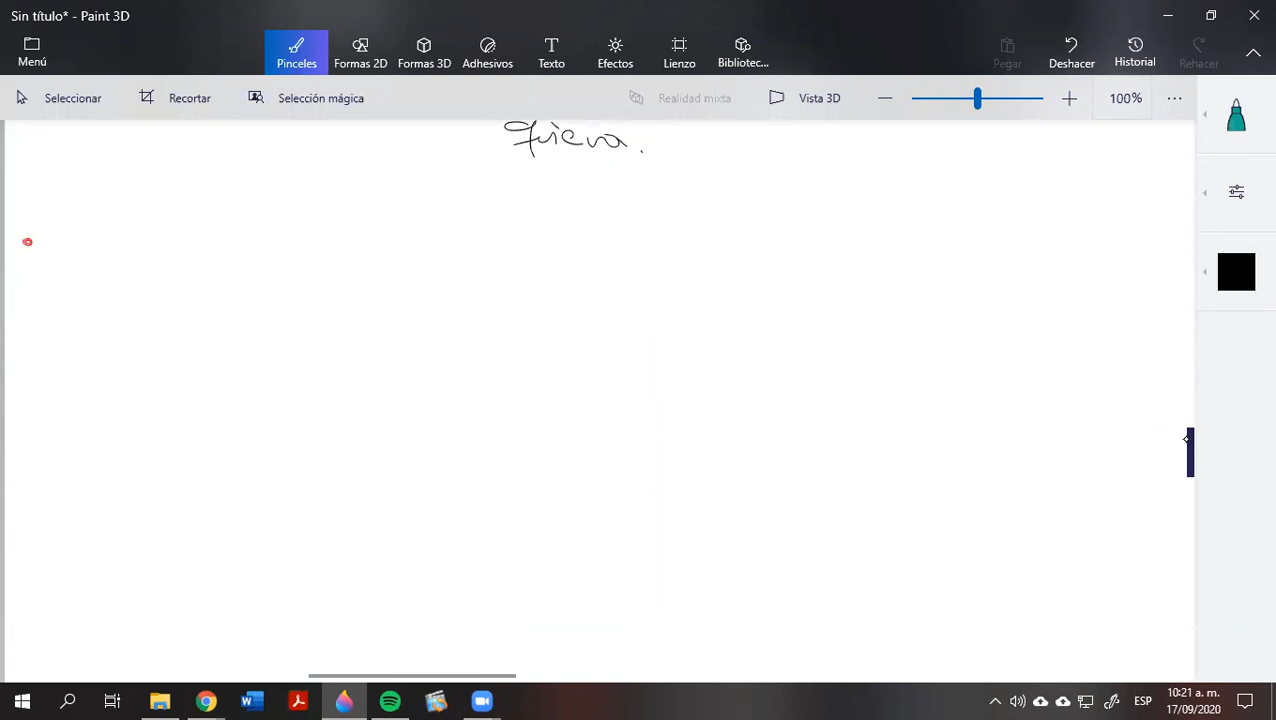 Sin título* - Paint 3D
Menú
Pinceles
Formas 2D
Formas 3D
Adhesivos
Texto
Efectos
Lienzo
Bibliotec...
Pegar
Deshacer
Historial
Rehacer
Seleccionar
Recortar
Selección mágica
Realidad mixta
Vista 3D
100%
quiera.
ESP
10:21 a. m.
17/09/2020